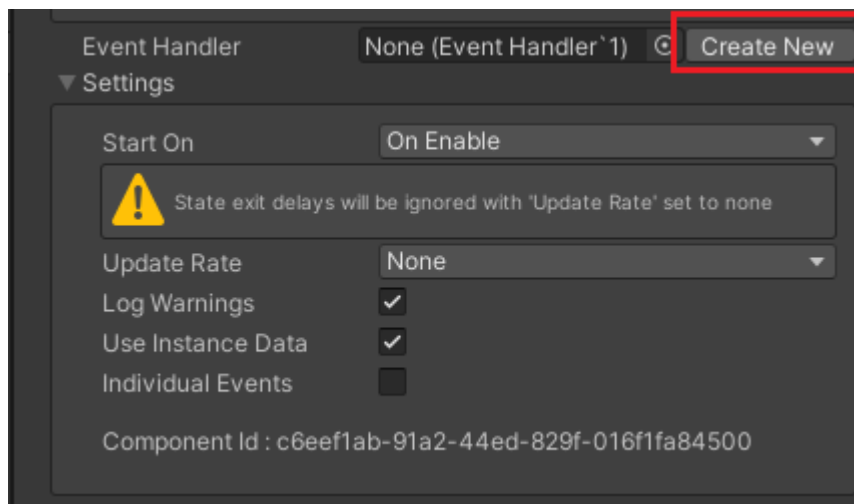 Event Handler None (Event Handler`1) Create New
Settings
Start On On Enable
State exit delays will be ignored with 'Update Rate' set to none
Update Rate None
Log Warnings
Use Instance Data
Individual Events
Component Id : c6eef1ab-91a2-44ed-829f-016f1fa84500